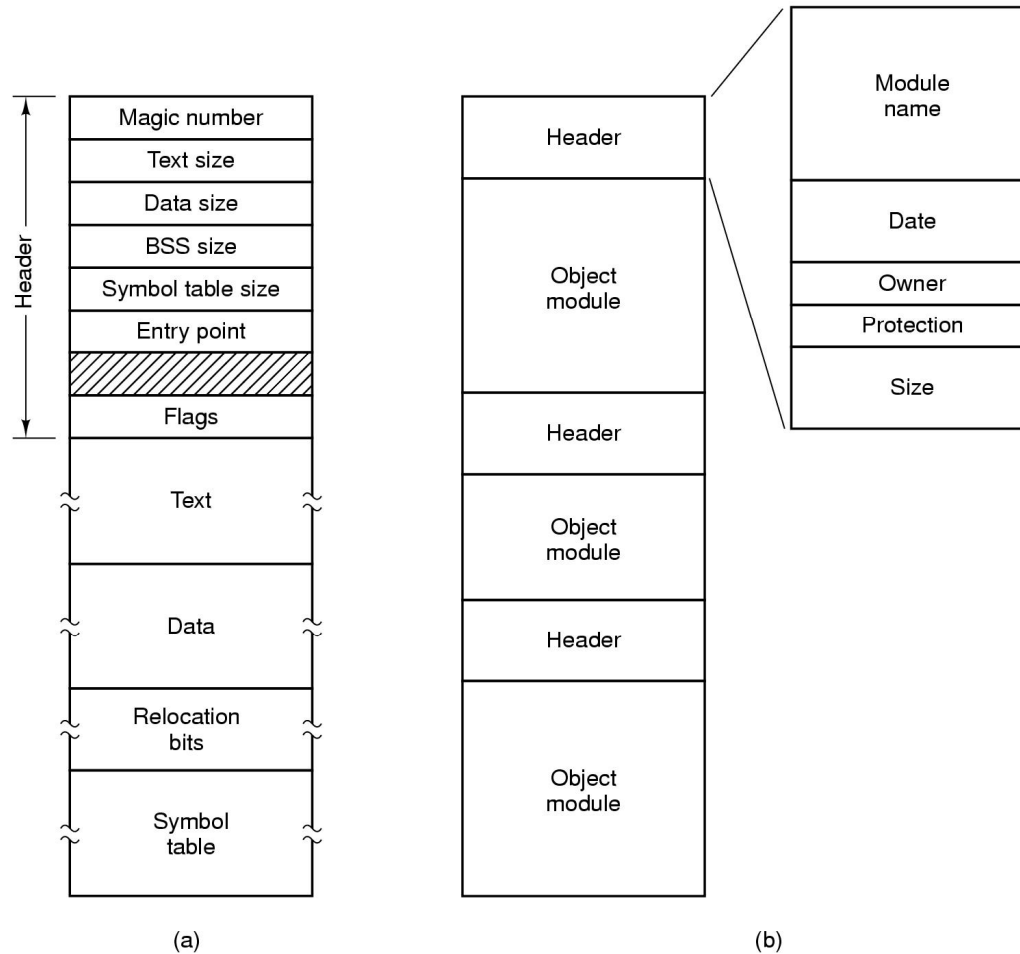 Header
Magic number
Text size
Data size
BSS size
Symbol table size
Entry point
Flags
Text
Data
Relocation
bits
Symbol
table
(a)
Header
Object
module
Header
Object
module
Header
Object
module
Module
name
Date
Owner
Protection
Size
(b)